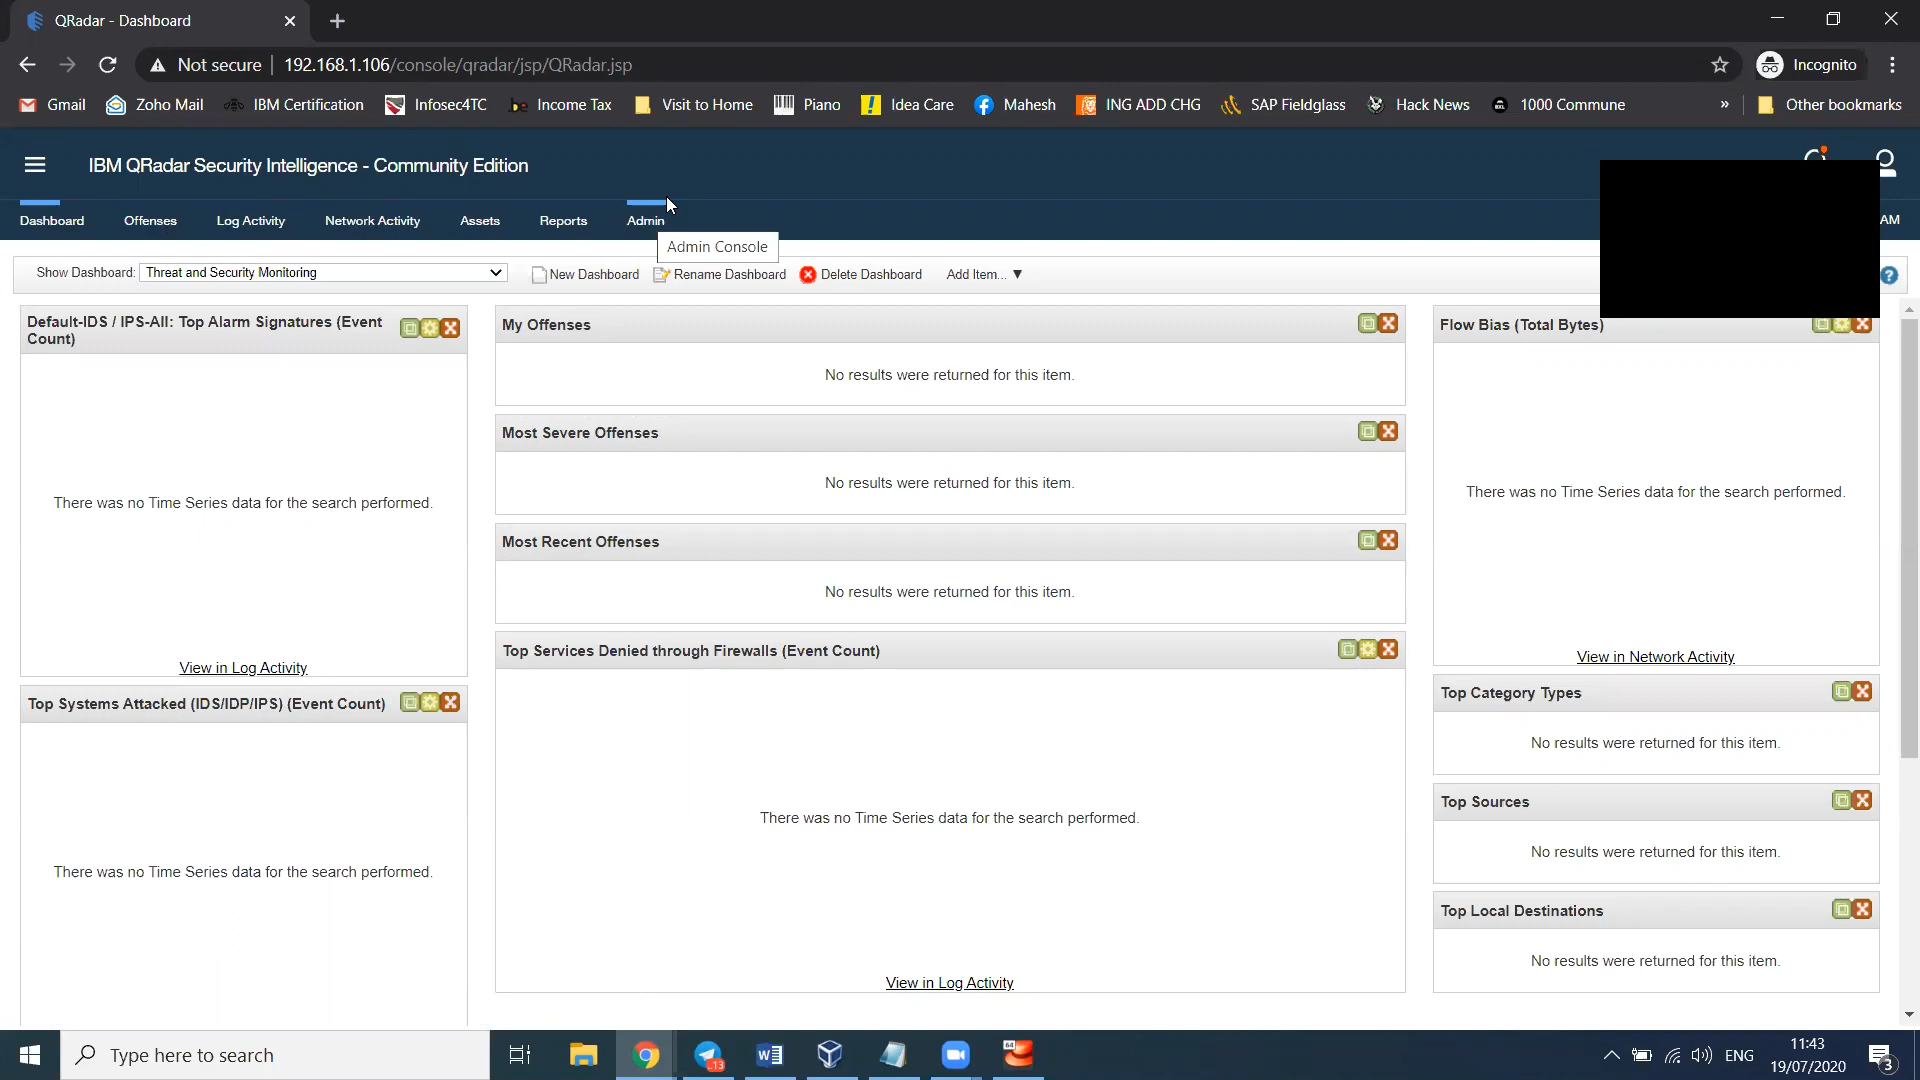 QRadar - Dashboard
Not secure 192.168.1.106/console/qradar/jsp/QRadar.jsp Incognito
Gmail Zoho Mail IBM Certification Infosec4TC Income Tax Visit to Home Piano Idea Care Mahesh ING ADD CHG SAP Fieldglass Hack News 1000 Commune » Other bookmarks
IBM QRadar Security Intelligence - Community Edition
Dashboard Offenses Log Activity Network Activity Assets Reports Admin AM
Admin Console
Show Dashboard: Threat and Security Monitoring New Dashboard Rename Dashboard Delete Dashboard Add Item... ▼
Default-IDS / IPS-All: Top Alarm Signatures (Event
Count)
There was no Time Series data for the search performed.
View in Log Activity
Top Systems Attacked (IDS/IDP/IPS) (Event Count)
There was no Time Series data for the search performed.
My Offenses
No results were returned for this item.
Most Severe Offenses
No results were returned for this item.
Most Recent Offenses
No results were returned for this item.
Top Services Denied through Firewalls (Event Count)
There was no Time Series data for the search performed.
View in Log Activity
Flow Bias (Total Bytes)
There was no Time Series data for the search performed.
View in Network Activity
Top Category Types
No results were returned for this item.
Top Sources
No results were returned for this item.
Top Local Destinations
No results were returned for this item.
Type here to search
13
64
ENG
11:43
19/07/2020
3